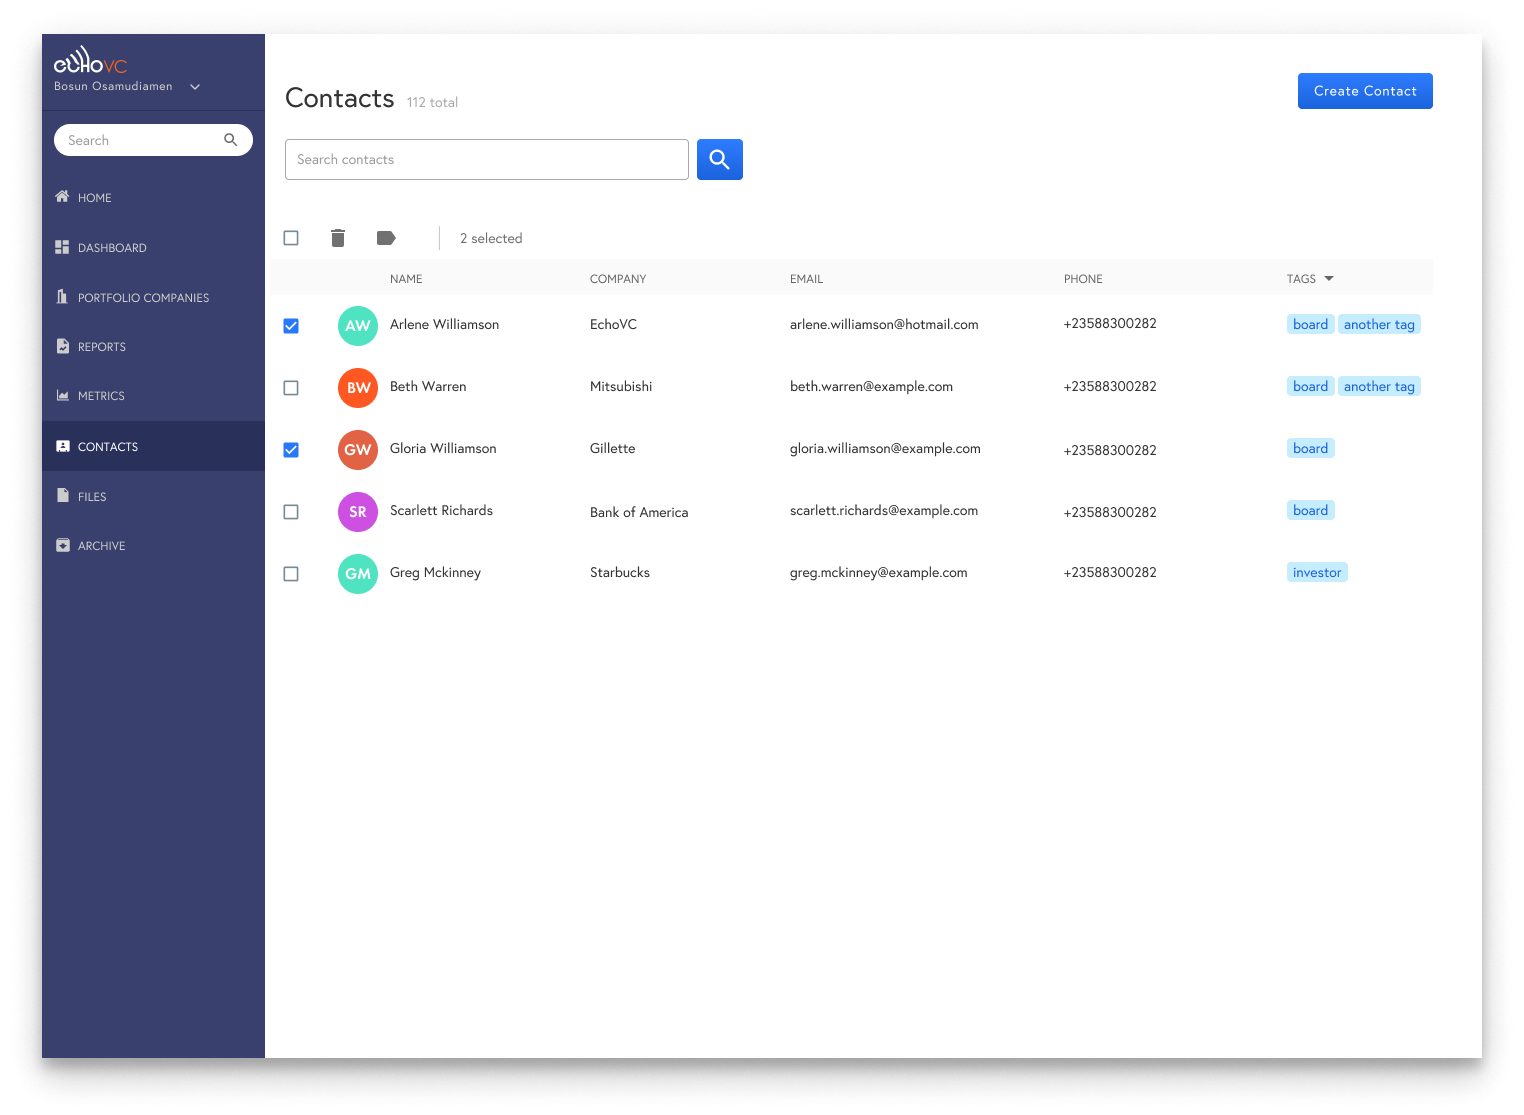 echoVC
Bosun Osamudiamen
Search
HOME
DASHBOARD
PORTFOLIO COMPANIES
REPORTS
METRICS
CONTACTS
FILES
ARCHIVE
Contacts 112 total
Create Contact
Search contacts
2 selected
NAME COMPANY EMAIL PHONE TAGS
AW Arlene Williamson EchoVC arlene.williamson@hotmail.com +23588300282 board another tag
BW Beth Warren Mitsubishi beth.warren@example.com +23588300282 board another tag
GW Gloria Williamson Gillette gloria.williamson@example.com +23588300282 board
SR Scarlett Richards Bank of America scarlett.richards@example.com +23588300282 board
GM Greg Mckinney Starbucks greg.mckinney@example.com +23588300282 investor